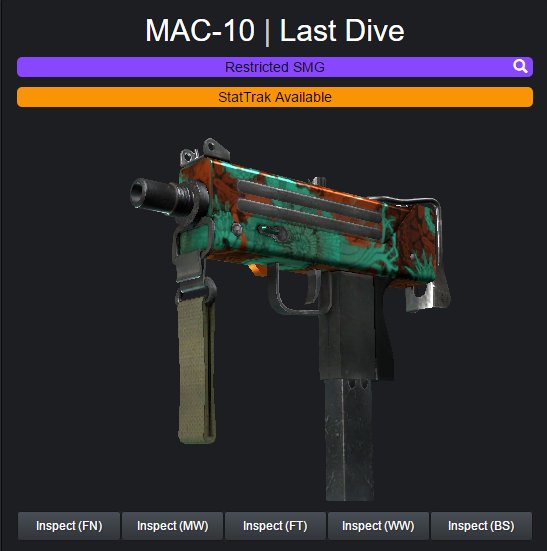 MAC-10 | Last Dive
Restricted SMG
StatTrak Available
Inspect (FN) Inspect (MW) Inspect (FT) Inspect (WW) Inspect (BS)